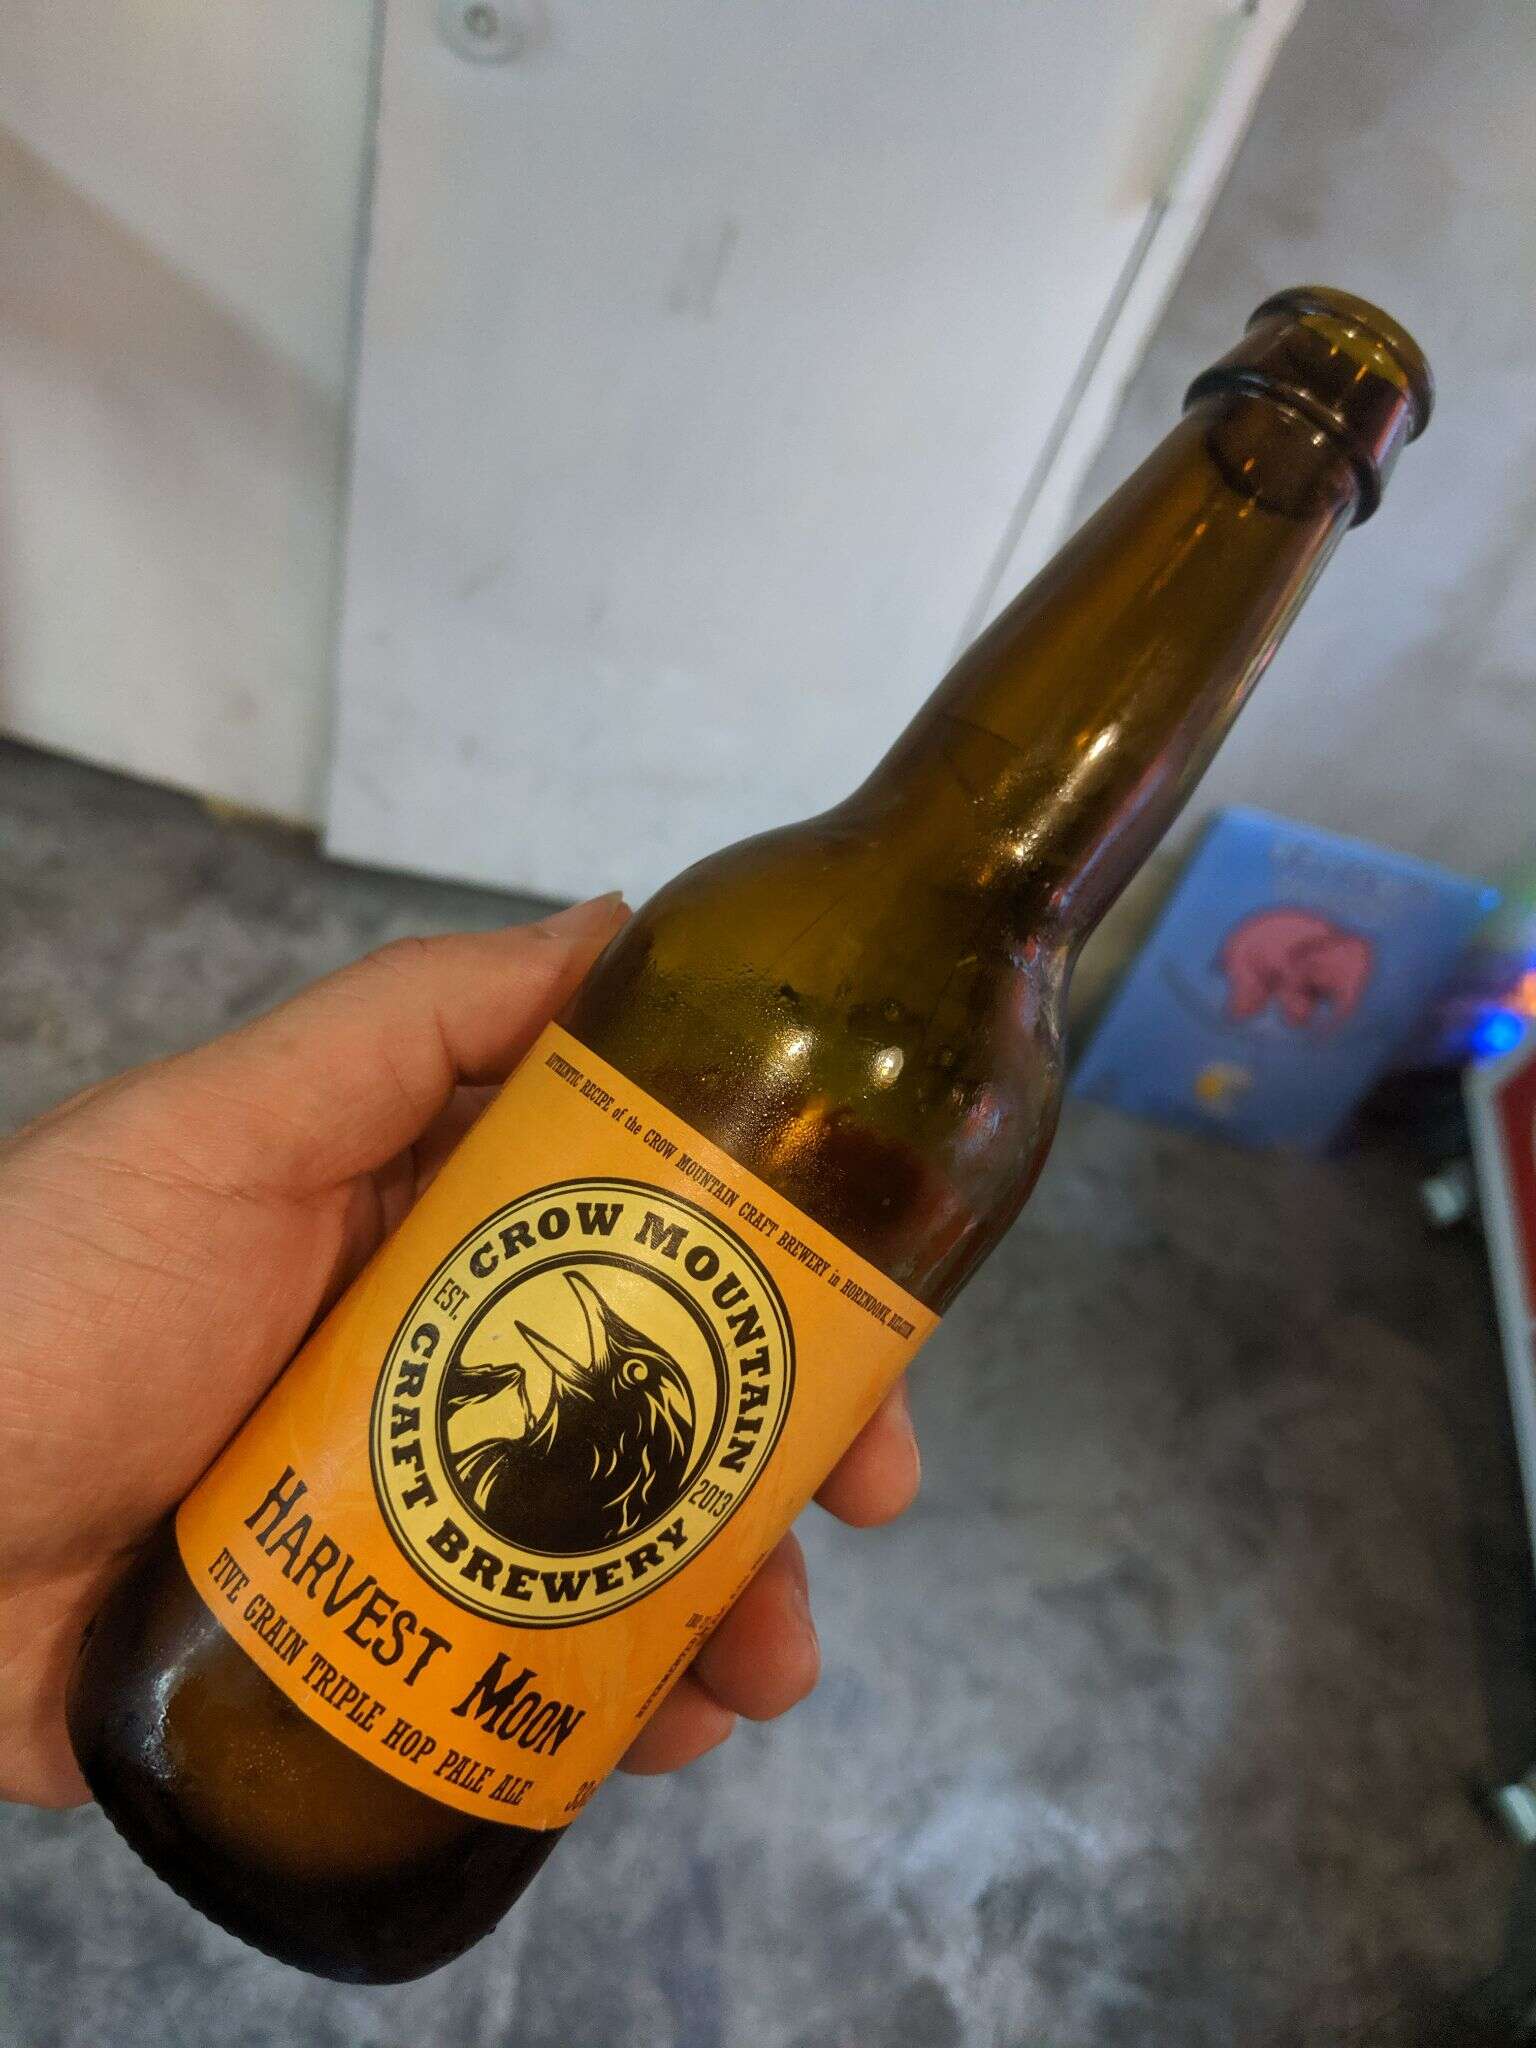 AUTHENTIC RECIPE of the CROW MOUNTAIN CRAFT BREWERY in HORENDONK, BELGIUM
CROW MOUNTAIN
EST.
2013
CRAFT BREWERY
HARVEST MOON
FIVE GRAIN TRIPLE HOP PALE ALE